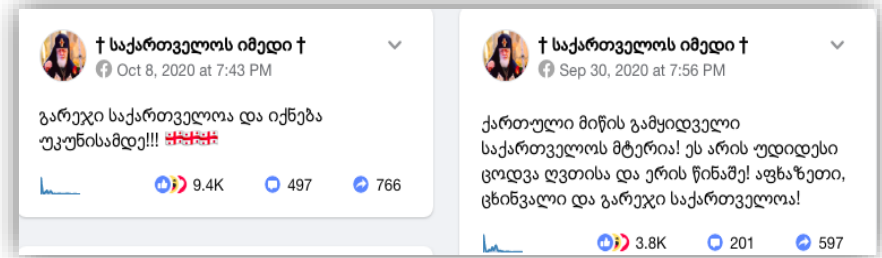 † საქართველოს იმედი †
Oct 8, 2020 at 7:43 PM
გარეჯი საქართველოა და იქნება
უკუნისამდე!!! 🇬🇪🇬🇪🇬🇪
9.4K 497 766
† საქართველოს იმედი †
Sep 30, 2020 at 7:56 PM
ქართული მიწის გამყიდველი
საქართველოს მტერია! ეს არის უდიდესი
ცოდვა ღვთისა და ერის წინაშე! აფხაზეთი,
ცხინვალი და გარეჯი საქართველოა!
3.8K 201 597